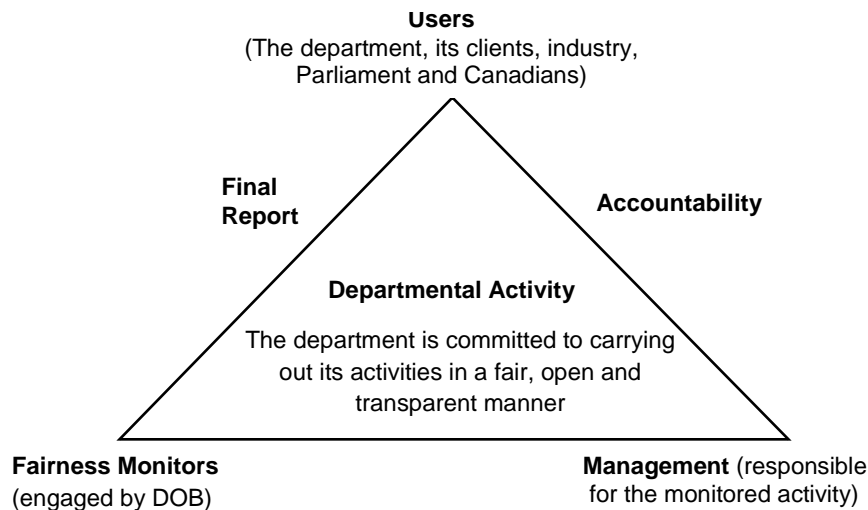 Users
(The department, its clients, industry,
Parliament and Canadians)
Final
Report
Accountability
Departmental Activity
The department is committed to carrying
out its activities in a fair, open and
transparent manner
Fairness Monitors
(engaged by DOB)
Management (responsible
for the monitored activity)